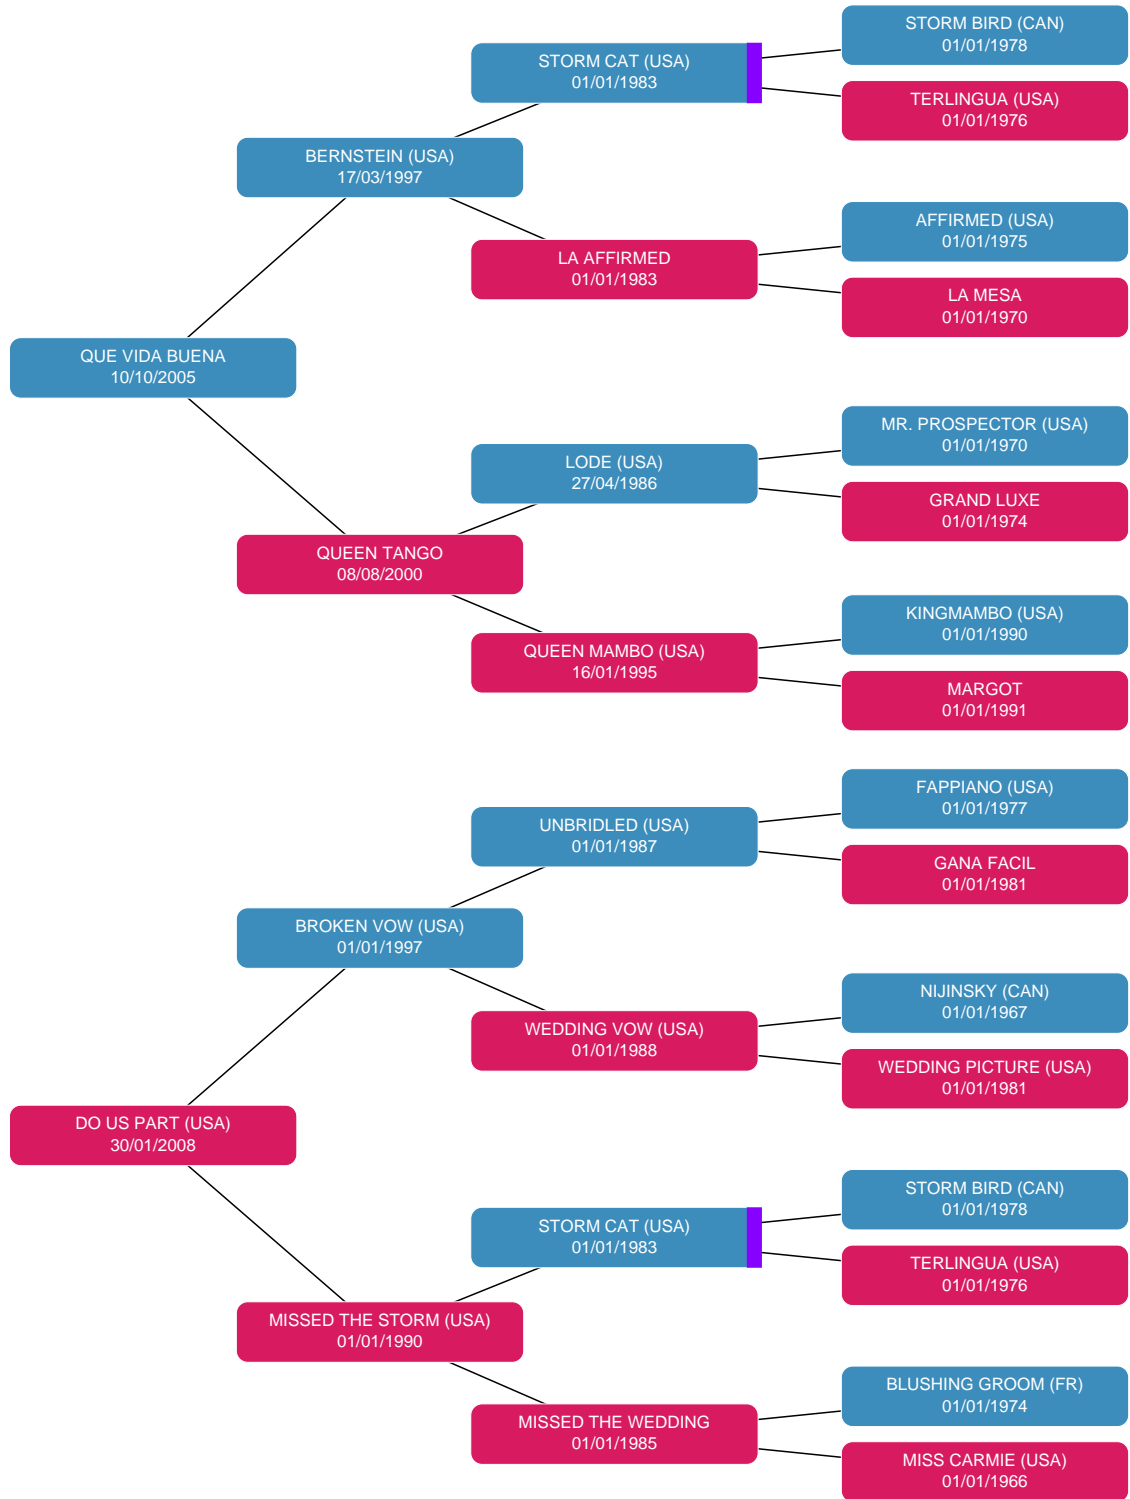 STORM BIRD (CAN)
01/01/1978
STORM CAT (USA)
01/01/1983
TERLINGUA (USA)
01/01/1976
BERNSTEIN (USA)
17/03/1997
AFFIRMED (USA)
01/01/1975
LA AFFIRMED
01/01/1983
LA MESA
01/01/1970
QUE VIDA BUENA
10/10/2005
MR. PROSPECTOR (USA)
01/01/1970
LODE (USA)
27/04/1986
GRAND LUXE
01/01/1974
QUEEN TANGO
08/08/2000
KINGMAMBO (USA)
01/01/1990
QUEEN MAMBO (USA)
16/01/1995
MARGOT
01/01/1991
FAPPIANO (USA)
01/01/1977
UNBRIDLED (USA)
01/01/1987
GANA FACIL
01/01/1981
BROKEN VOW (USA)
01/01/1997
NIJINSKY (CAN)
01/01/1967
WEDDING VOW (USA)
01/01/1988
WEDDING PICTURE (USA)
01/01/1981
DO US PART (USA)
30/01/2008
STORM BIRD (CAN)
01/01/1978
STORM CAT (USA)
01/01/1983
TERLINGUA (USA)
01/01/1976
MISSED THE STORM (USA)
01/01/1990
BLUSHING GROOM (FR)
01/01/1974
MISSED THE WEDDING
01/01/1985
MISS CARMIE (USA)
01/01/1966